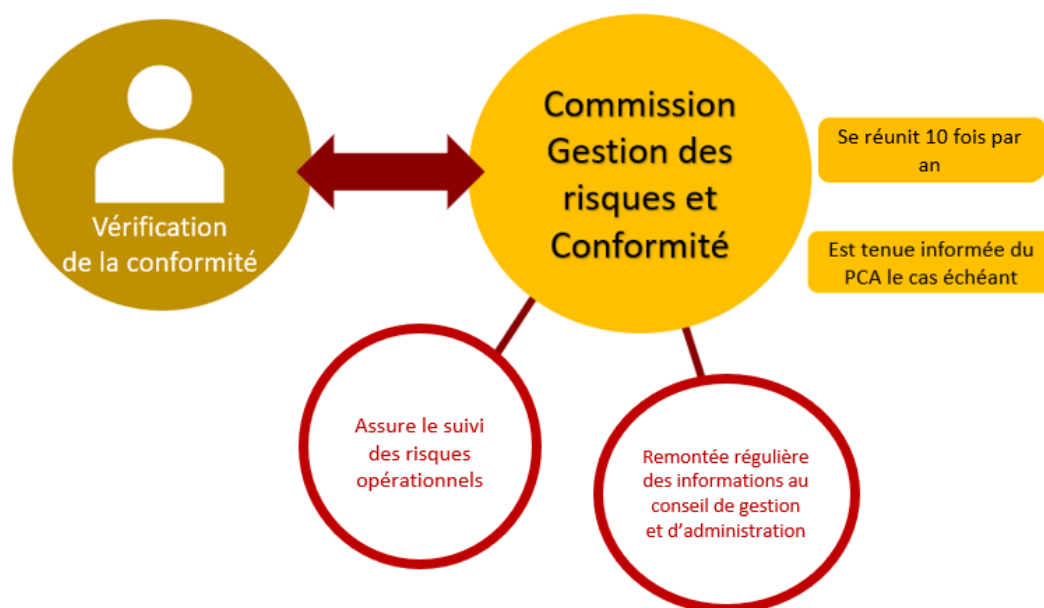 Vérification
de la conformité
Commission
Gestion des
risques et
Conformité
Se réunit 10 fois par
an
Est tenue informée du
PCA le cas échéant
Assure le suivi
des risques
opérationnels
Remontée régulière
des informations au
conseil de gestion
et d’administration